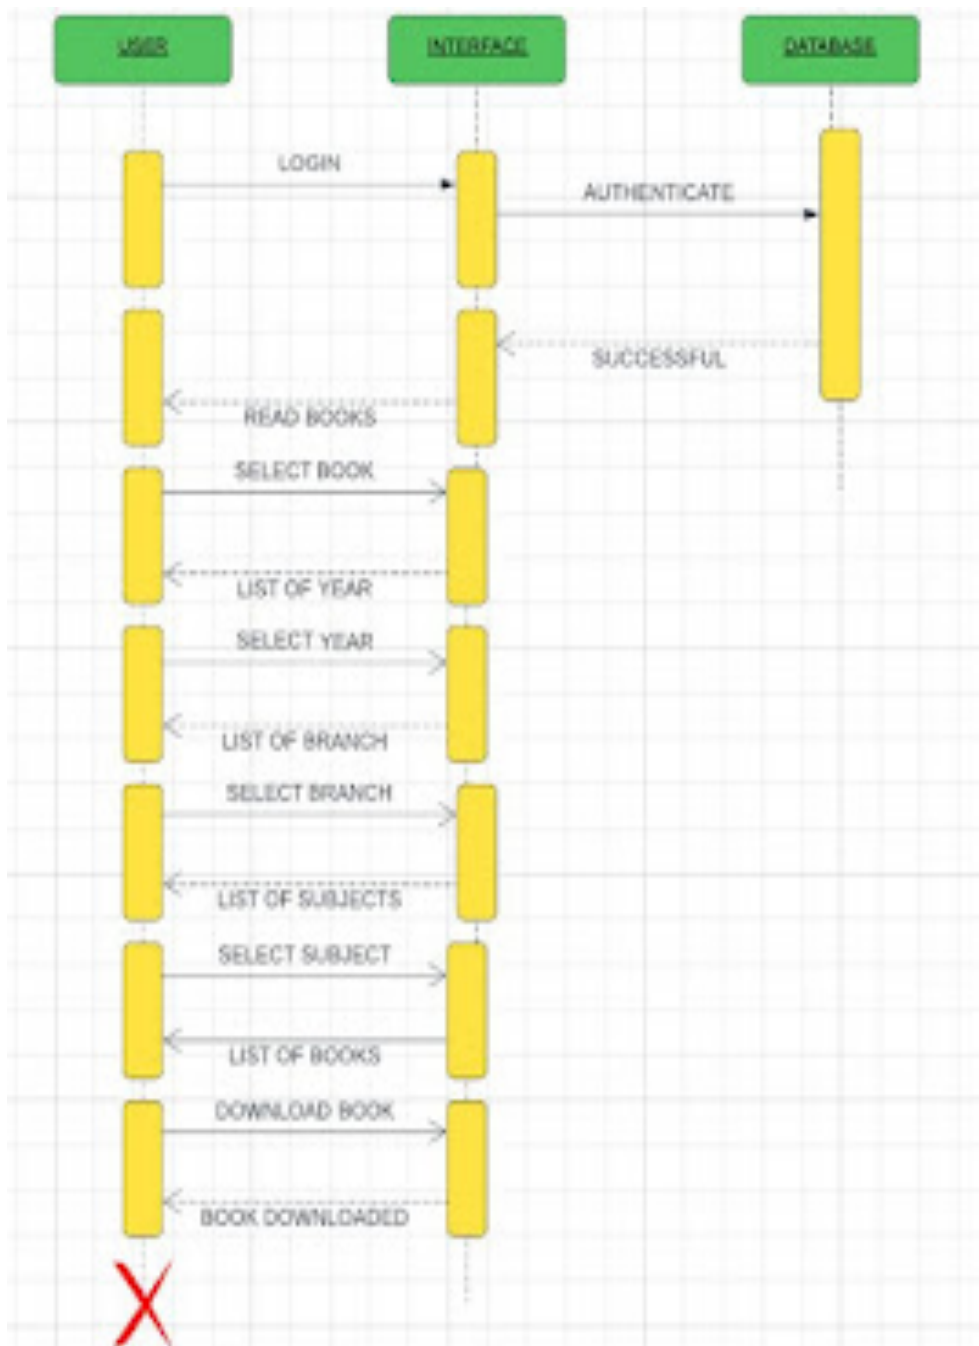 USER
INTERFACE
DATABASE
LOGIN
AUTHENTICATE
SUCCESSFUL
READ BOOKS
SELECT BOOK
LIST OF YEAR
SELECT YEAR
LIST OF BRANCH
SELECT BRANCH
LIST OF SUBJECTS
SELECT SUBJECT
LIST OF BOOKS
DOWNLOAD BOOK
BOOK DOWNLOADED